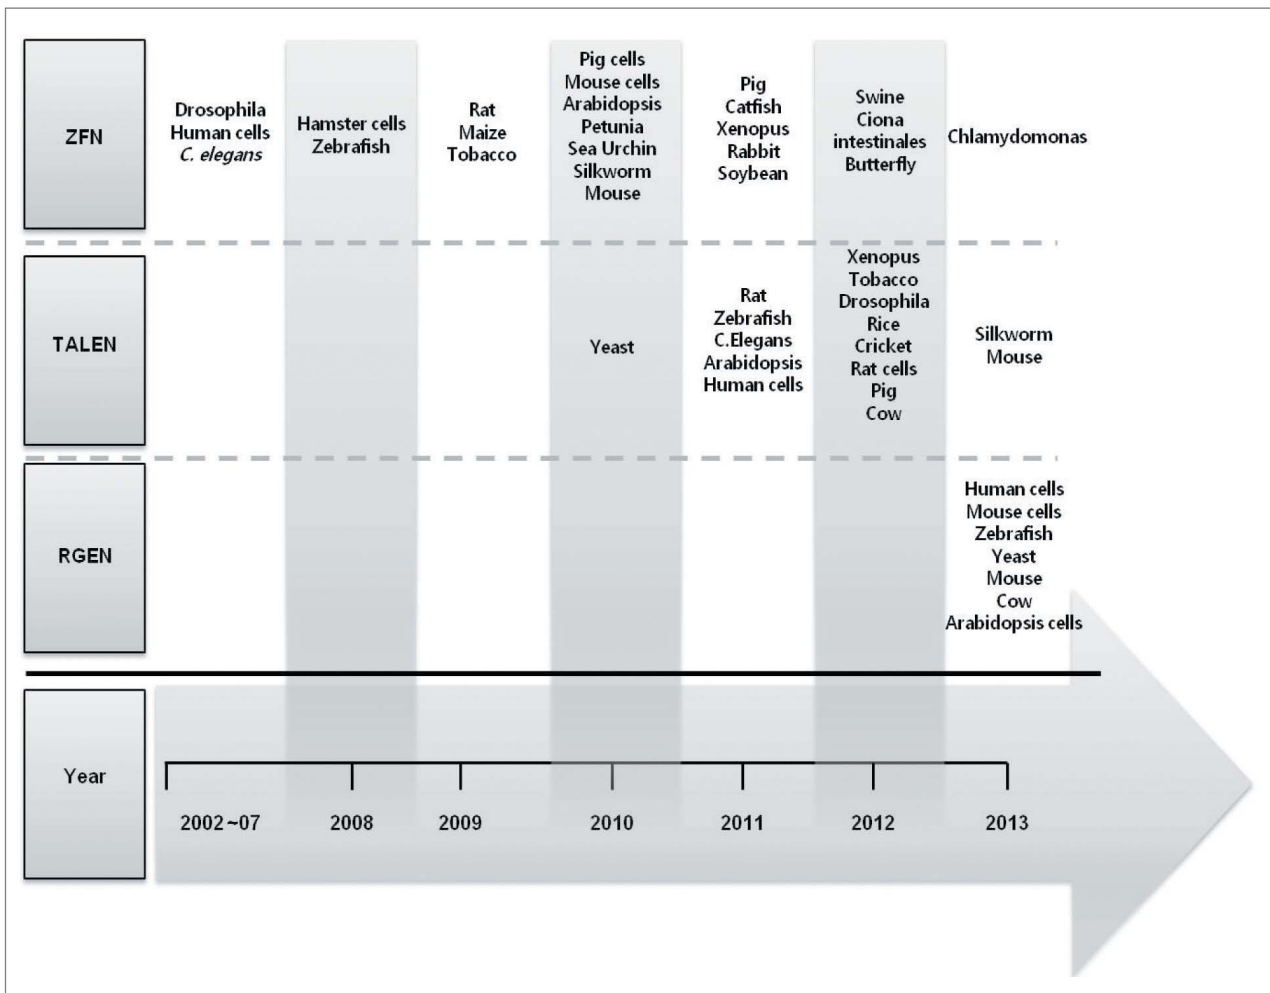 ZFN
Drosophila
Human cells
C. elegans
Hamster cells
Zebrafish
Rat
Maize
Tobacco
Pig cells
Mouse cells
Arabidopsis
Petunia
Sea Urchin
Silkworm
Mouse
Pig
Catfish
Xenopus
Rabbit
Soybean
Swine
Ciona
intestinales
Butterfly
Chlamydomonas
TALEN
Yeast
Rat
Zebrafish
C.Elegans
Arabidopsis
Human cells
Xenopus
Tobacco
Drosophila
Rice
Cricket
Rat cells
Pig
Cow
Silkworm
Mouse
RGEN
Human cells
Mouse cells
Zebrafish
Yeast
Mouse
Cow
Arabidopsis cells
Year
2002~07
2008
2009
2010
2011
2012
2013